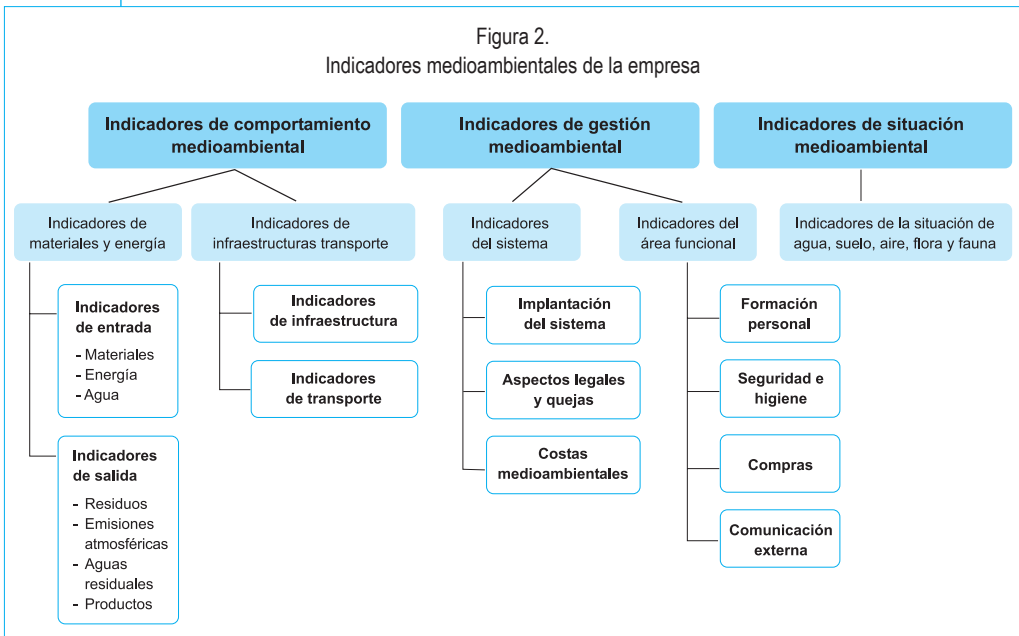 Figura 2.
Indicadores medioambientales de la empresa
Indicadores de comportamiento
medioambiental
Indicadores de gestión
medioambiental
Indicadores de situación
medioambiental
Indicadores de
materiales y energía
Indicadores de
infraestructuras transporte
Indicadores
del sistema
Indicadores del
área funcional
Indicadores de la situación de
agua, suelo, aire, flora y fauna
Indicadores
de entrada
- Materiales
- Energía
- Agua
Indicadores
de salida
- Residuos
- Emisiones
atmosféricas
- Aguas
residuales
- Productos
Indicadores
de infraestructura
Indicadores
de transporte
Implantación
del sistema
Aspectos legales
y quejas
Costas
medioambientales
Formación
personal
Seguridad e
higiene
Compras
Comunicación
externa